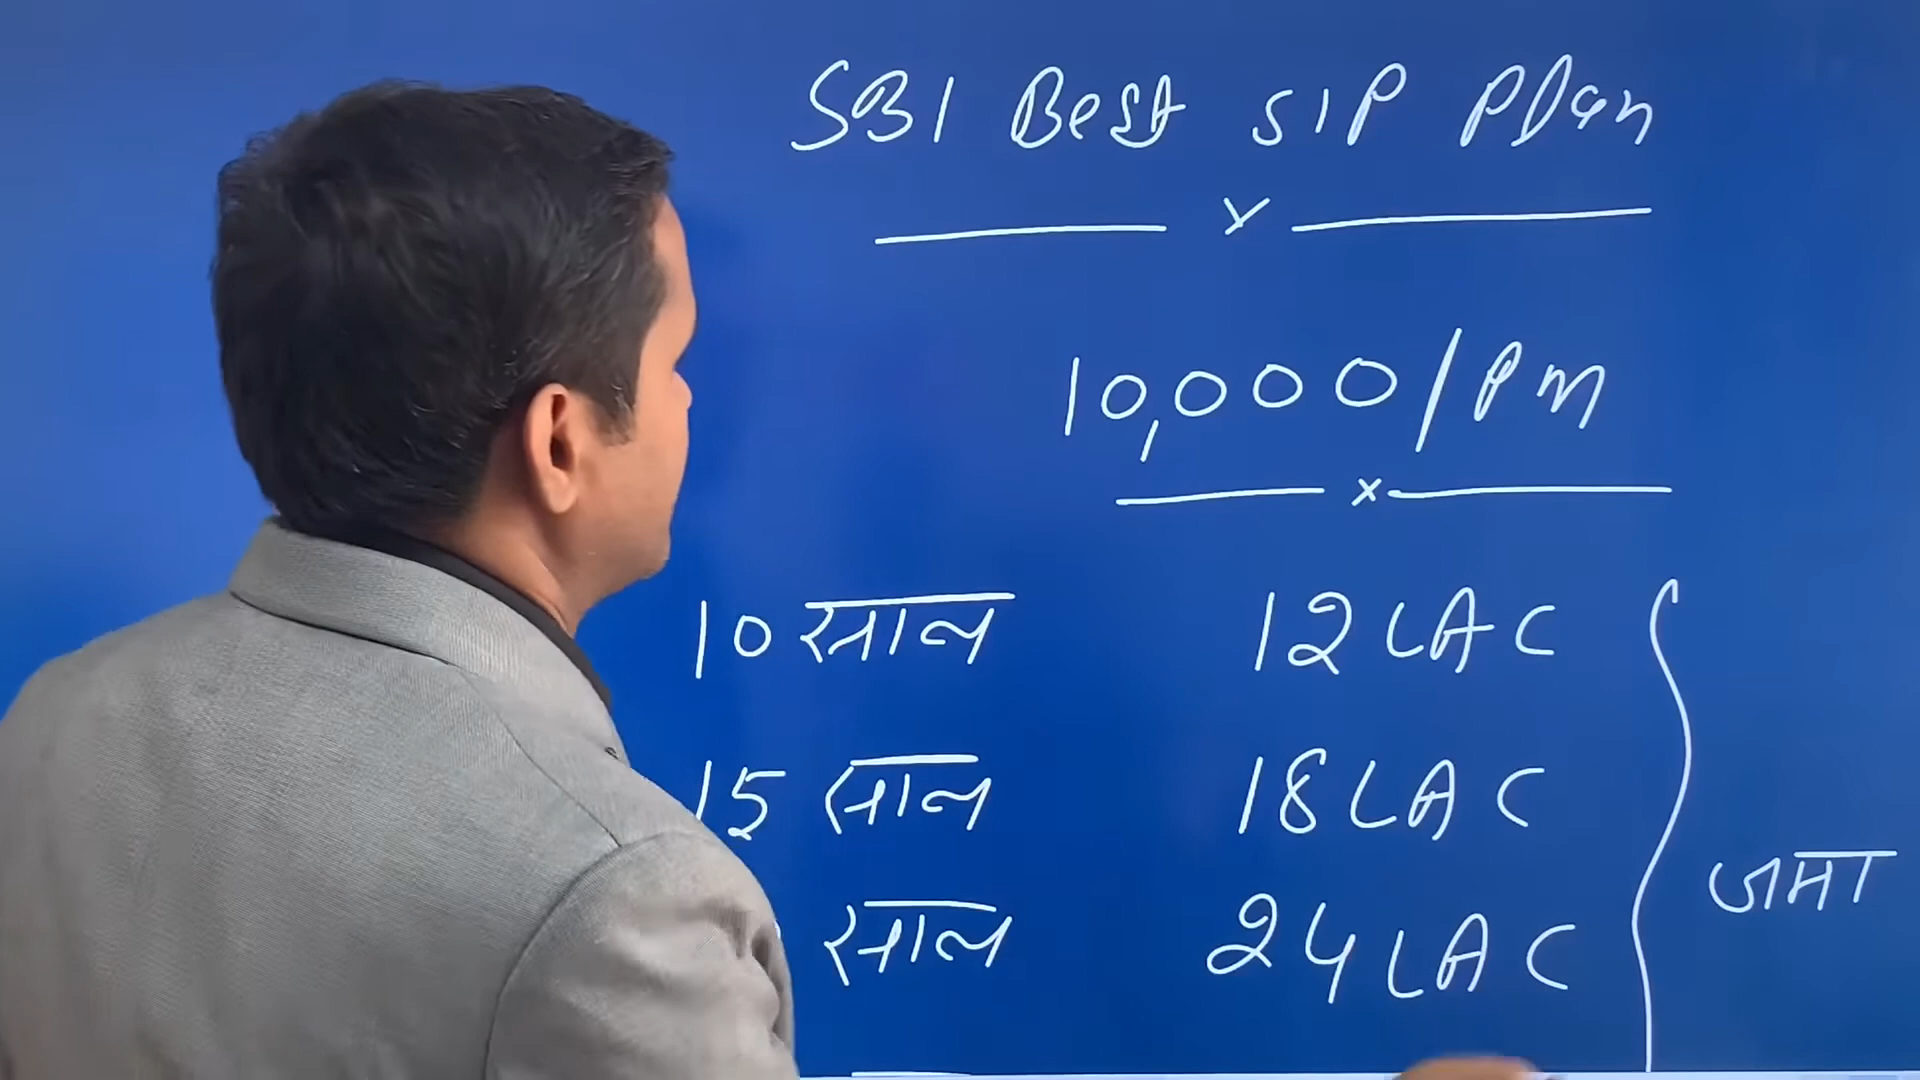 SBI Best SIP Plan
10,000/PM
10 साल 12 LAC
15 साल 18 LAC
साल 24 LAC
जमा